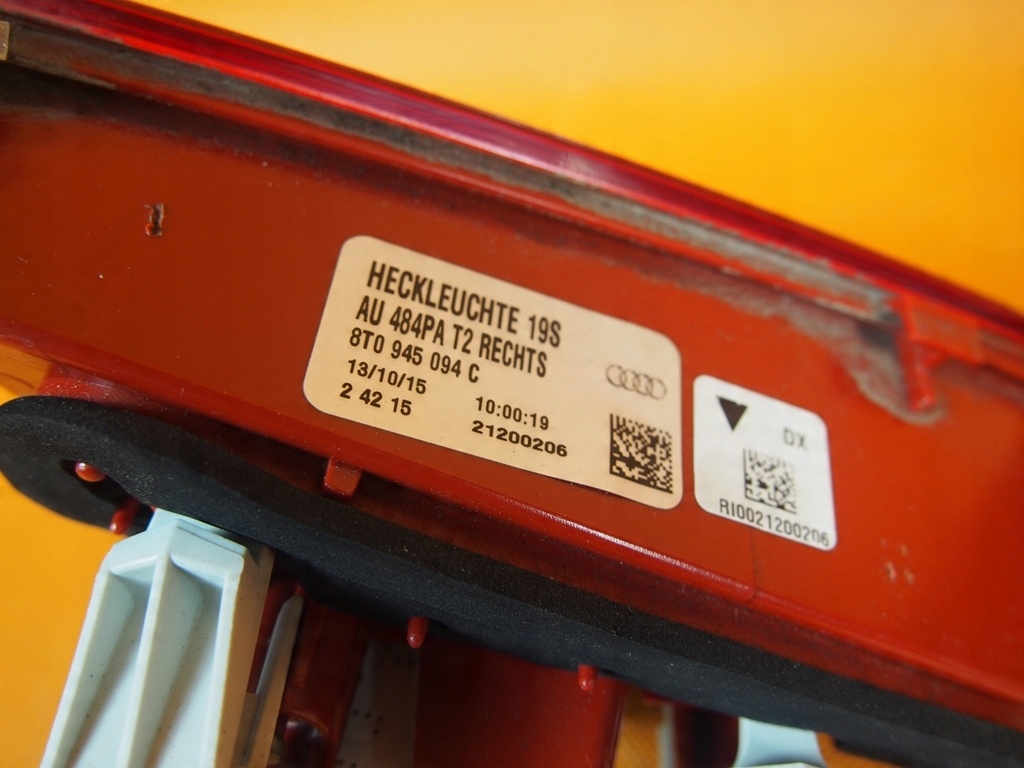 HECKLEUCHTE 19S
AU 484PA T2 RECHTS
8T0 945 094 C
13/10/15 10:00:19
2 42 15 21200206
DX
RI0021200206